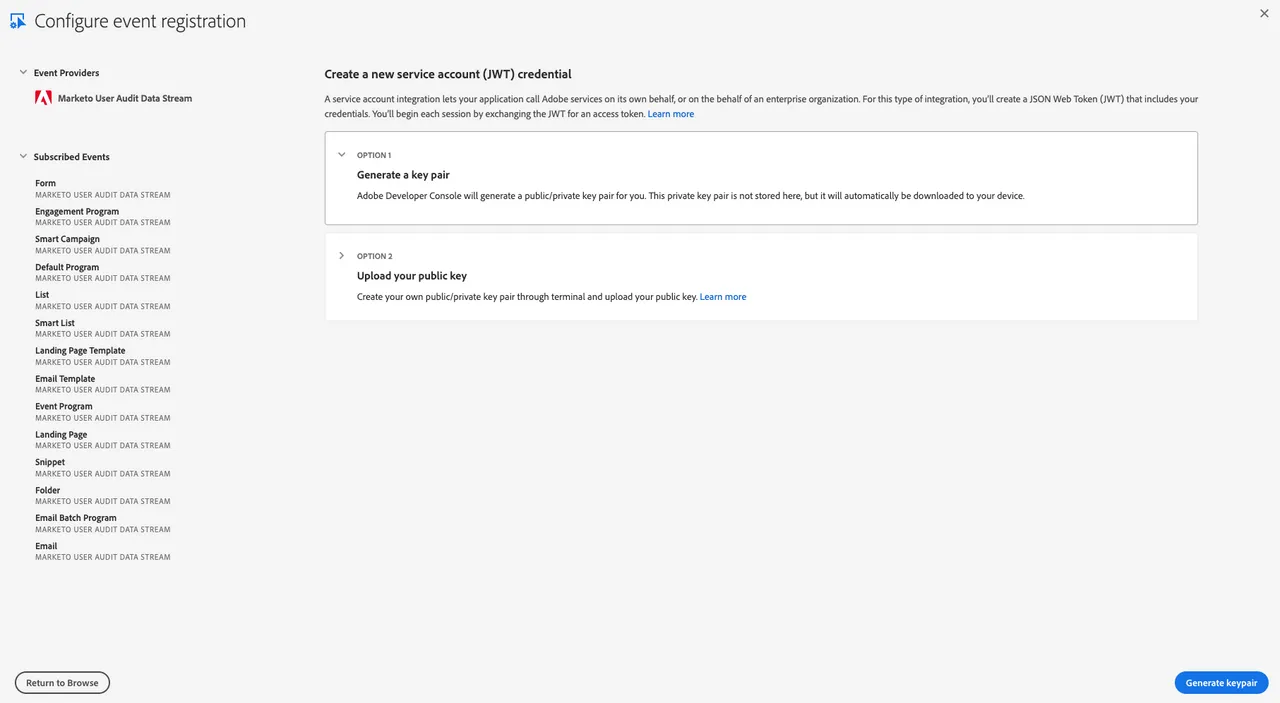 Configure event registration
Event Providers
Marketo User Audit Data Stream
Subscribed Events
Form
MARKETO USER AUDIT DATA STREAM
Engagement Program
MARKETO USER AUDIT DATA STREAM
Smart Campaign
MARKETO USER AUDIT DATA STREAM
Default Program
MARKETO USER AUDIT DATA STREAM
List
MARKETO USER AUDIT DATA STREAM
Smart List
MARKETO USER AUDIT DATA STREAM
Landing Page Template
MARKETO USER AUDIT DATA STREAM
Email Template
MARKETO USER AUDIT DATA STREAM
Event Program
MARKETO USER AUDIT DATA STREAM
Landing Page
MARKETO USER AUDIT DATA STREAM
Snippet
MARKETO USER AUDIT DATA STREAM
Folder
MARKETO USER AUDIT DATA STREAM
Email Batch Program
MARKETO USER AUDIT DATA STREAM
Email
MARKETO USER AUDIT DATA STREAM
Create a new service account (JWT) credential
A service account integration lets your application call Adobe services on its own behalf, or on the behalf of an enterprise organization. For this type of integration, you'll create a JSON Web Token (JWT) that includes your
credentials. You'll begin each session by exchanging the JWT for an access token. Learn more
OPTION 1
Generate a key pair
Adobe Developer Console will generate a public/private key pair for you. This private key pair is not stored here, but it will automatically be downloaded to your device.
OPTION 2
Upload your public key
Create your own public/private key pair through terminal and upload your public key. Learn more
Return to Browse
Generate keypair